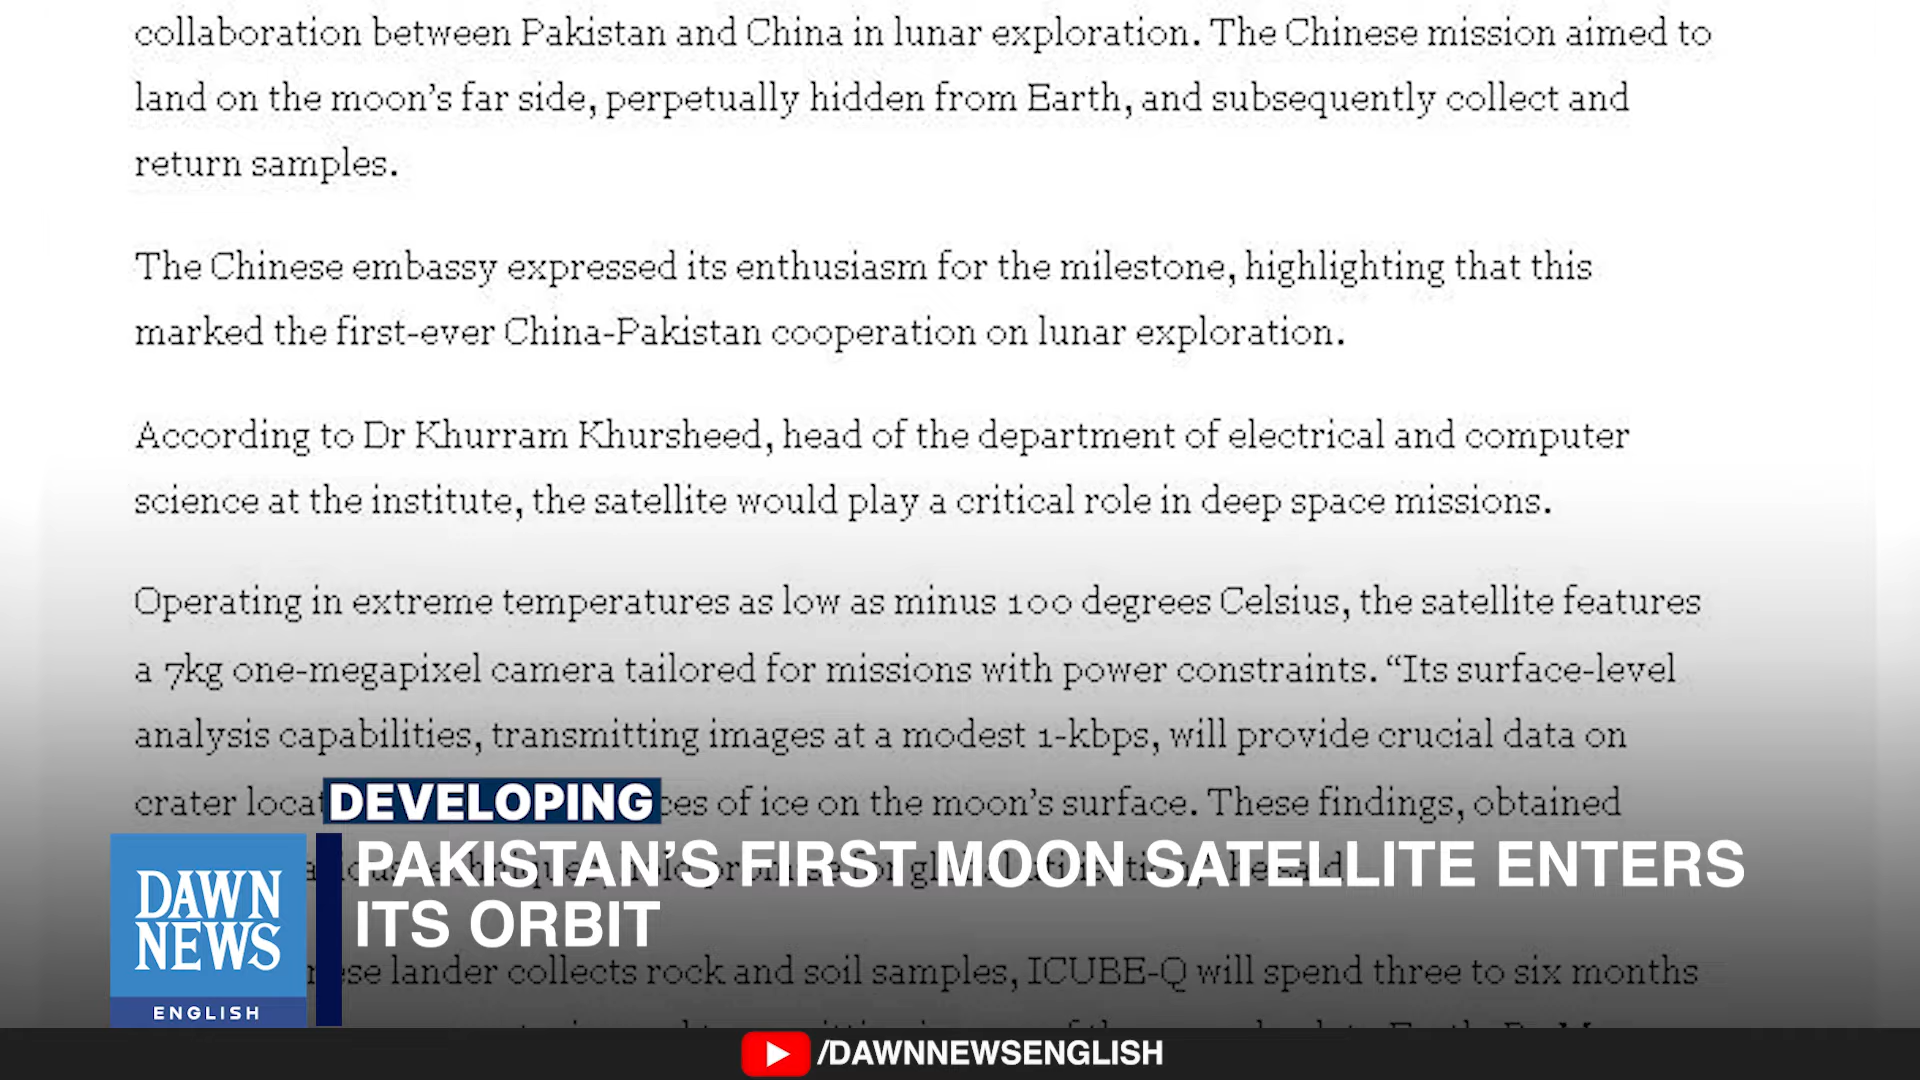 collaboration between Pakistan and China in lunar exploration. The Chinese mission aimed to
land on the moon's far side, perpetually hidden from Earth, and subsequently collect and
return samples.
The Chinese embassy expressed its enthusiasm for the milestone, highlighting that this
marked the first-ever China-Pakistan cooperation on lunar exploration.
According to Dr Khurram Khursheed, head of the department of electrical and computer
science at the institute, the satellite would play a critical role in deep space missions.
Operating in extreme temperatures as low as minus 100 degrees Celsius, the satellite features
a 7kg one-megapixel camera tailored for missions with power constraints. “Its surface-level
analysis capabilities, transmitting images at a modest 1-kbps, will provide crucial data on
crater of ice on the moon's surface. These findings, obtained
DEVELOPING
PAKISTAN’S FIRST MOON SATELLITE ENTERS
ITS ORBIT
lander collects rock and soil samples, ICUBE-Q will spend three to six months
DAWN
NEWS
ENGLISH
/DAWNNEWSENGLISH